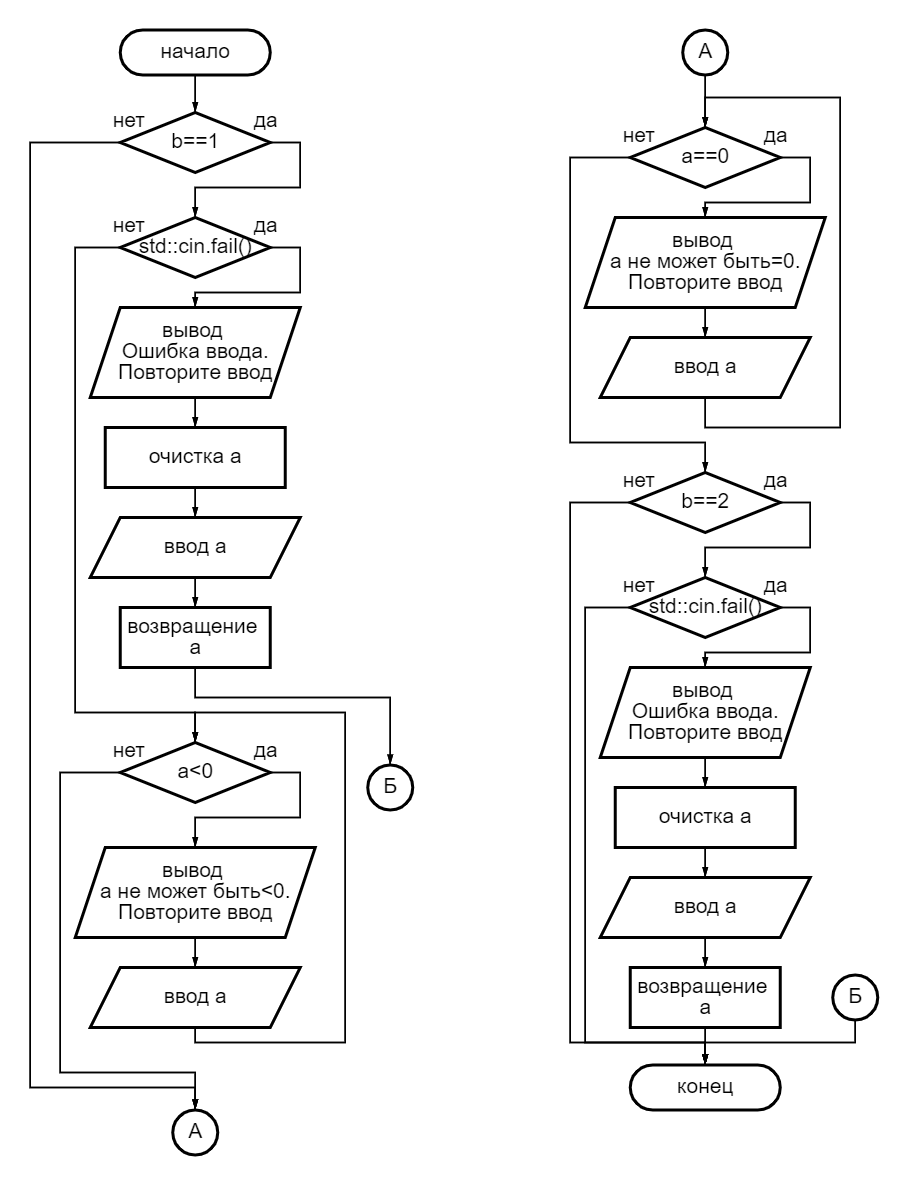 начало
нет
да
b==1
нет
да
std::cin.fail()
вывод
Ошибка ввода.
Повторите ввод
очистка а
ввод а
возвращение
а
нет
да
а<0
Б
вывод
а не может быть<0.
Повторите ввод
ввод а
А
А
нет
да
а==0
вывод
а не может быть=0.
Повторите ввод
ввод а
нет
да
b==2
нет
да
std::cin.fail()
вывод
Ошибка ввода.
Повторите ввод
очистка а
ввод а
возвращение
а
Б
конец